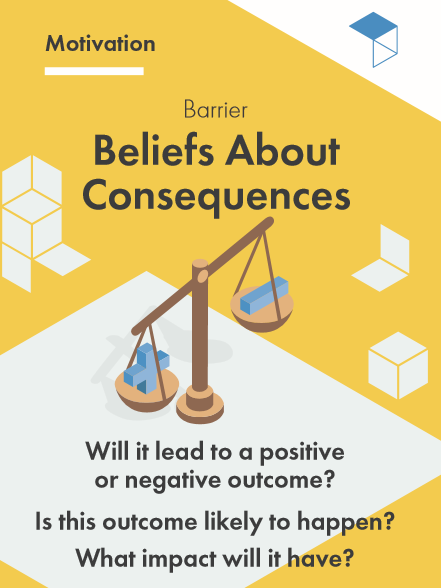 Motivation
Barrier
Beliefs About
Consequences
Will it lead to a positive
or negative outcome?
Is this outcome likely to happen?
What impact will it have?